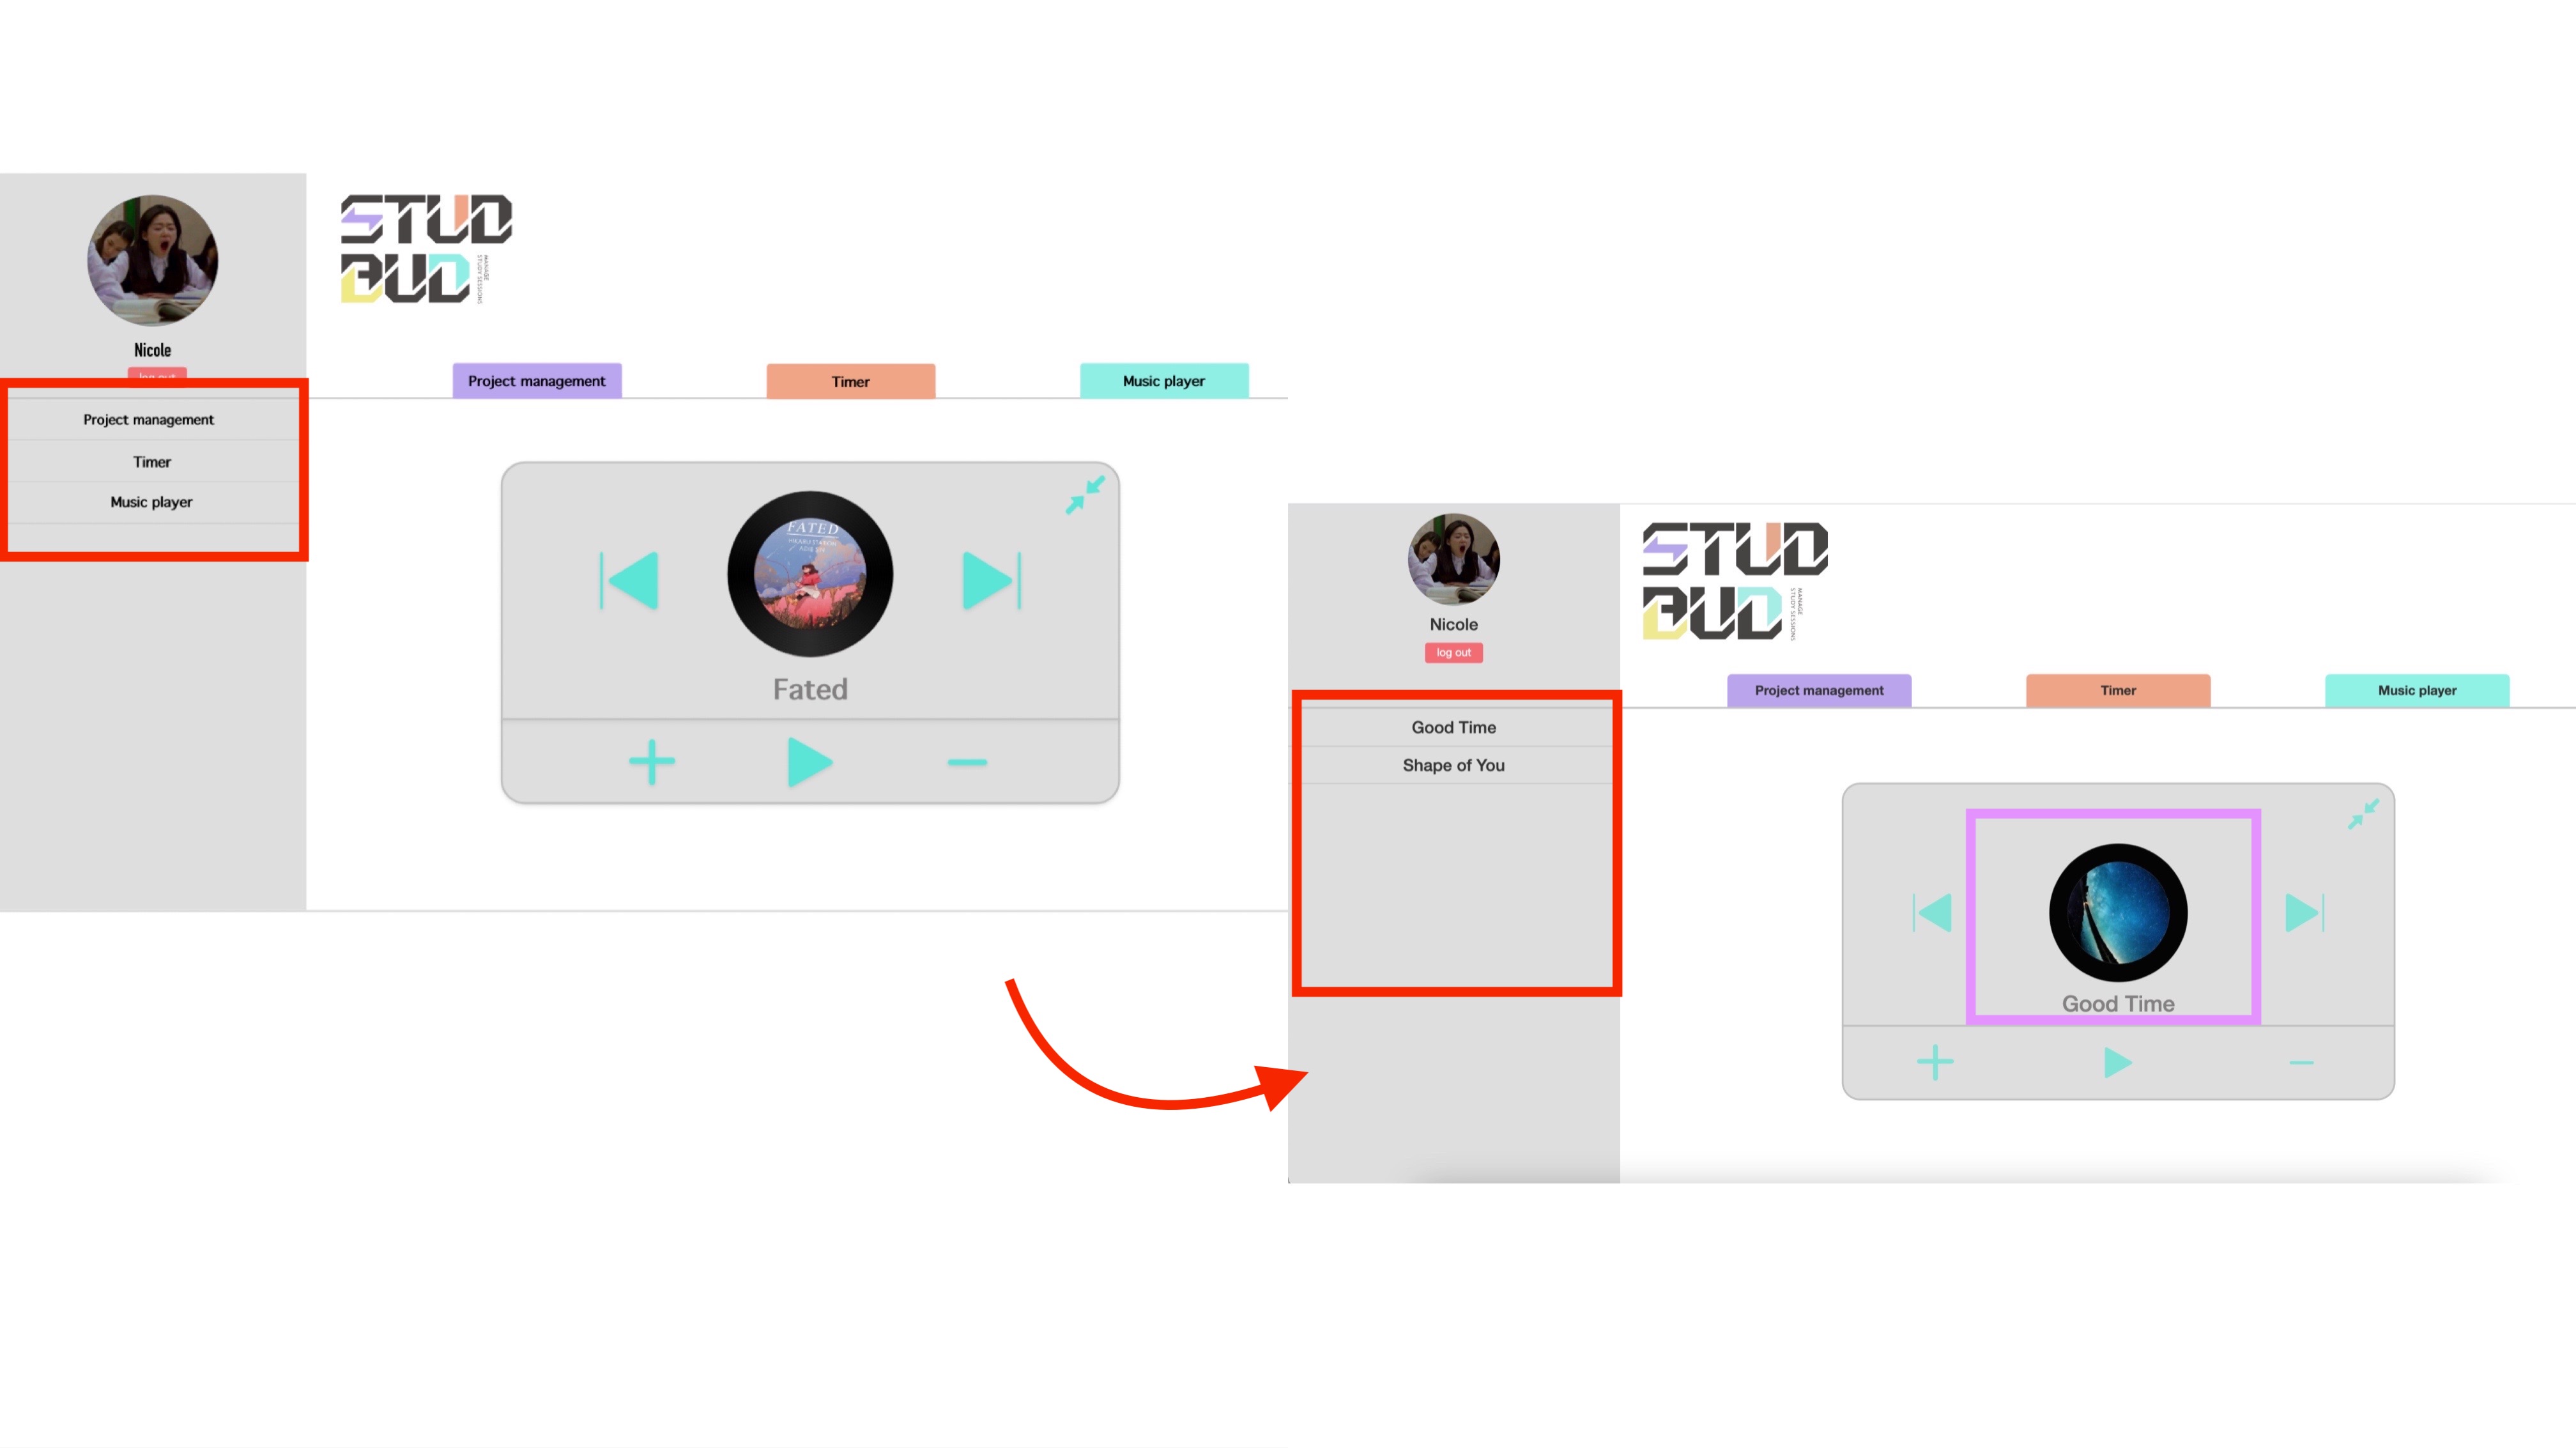 STUD
BUD
MANAGE
STUDY SESSIONS
Nicole
log out
Project management
Timer
Music player
Project management
Timer
Music player
FATED
Fated
STUD
BUD
MANAGE
STUDY SESSIONS
Nicole
log out
Project management
Timer
Music player
Good Time
Shape of You
Good Time